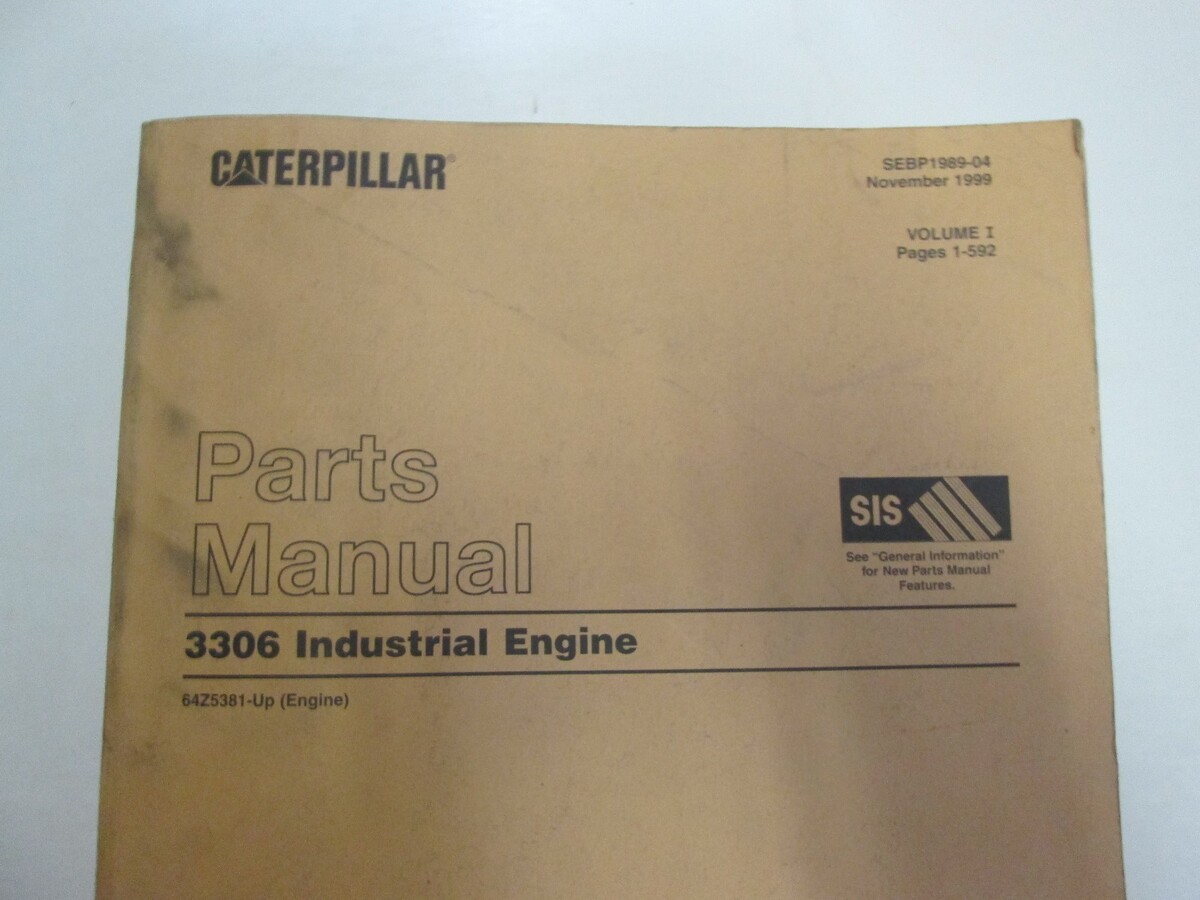 CATERPILLAR®
SEBP1989-04
November 1999
VOLUME I
Pages 1-592
Parts
Manual
SIS
See "General Information"
for New Parts Manual
Features.
3306 Industrial Engine
64Z5381-Up (Engine)